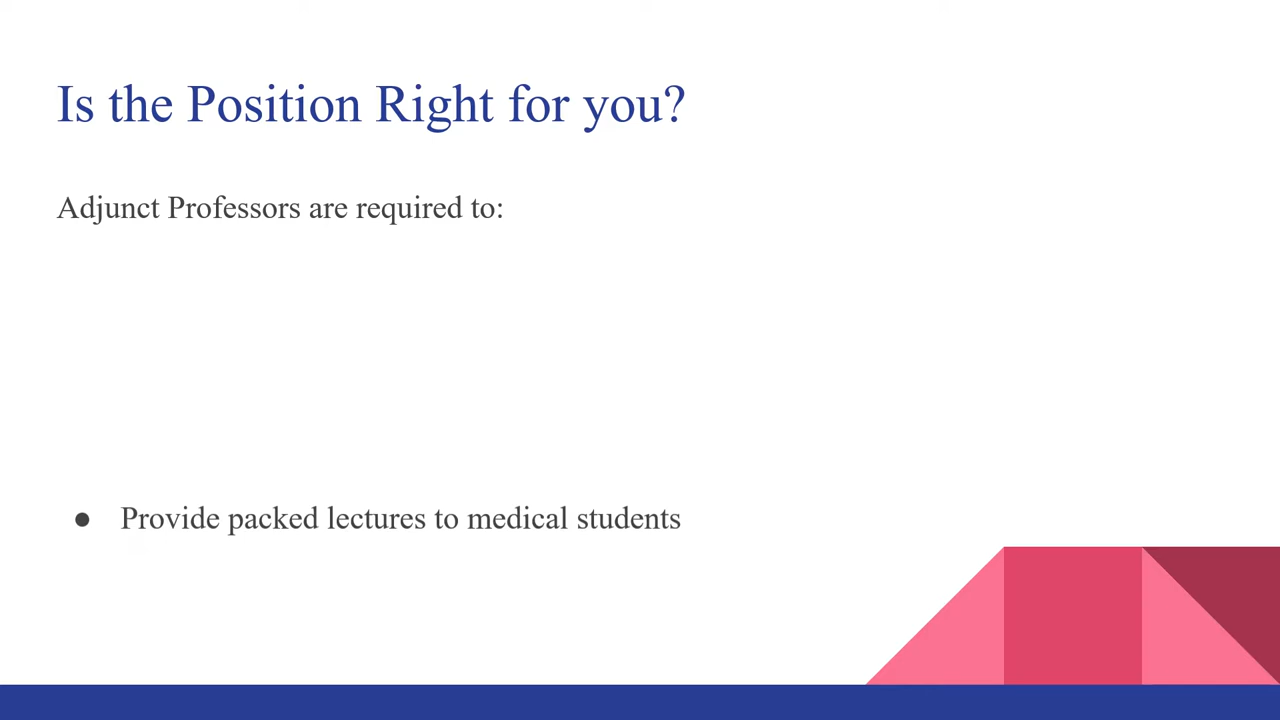 Is the Position Right for you?
Adjunct Professors are required to:
● Provide packed lectures to medical students